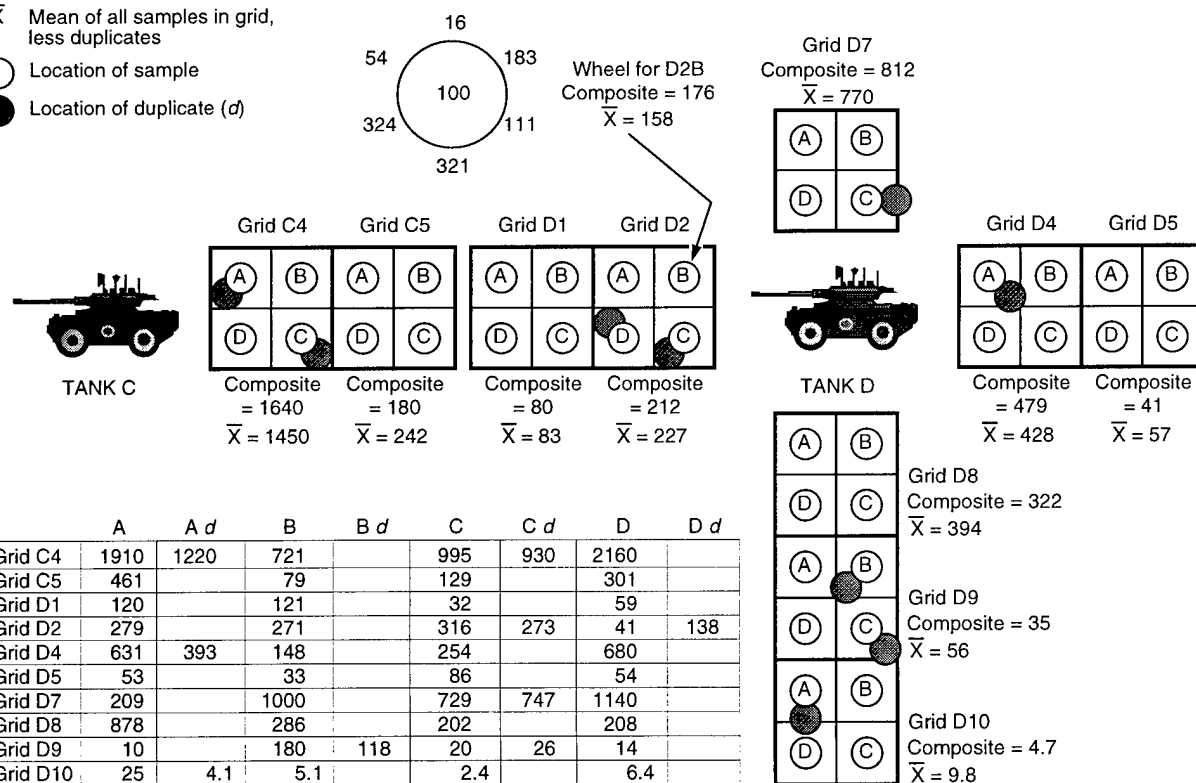 X̅ Mean of all samples in grid,
less duplicates
Location of sample
Location of duplicate (d)
16
54
183
100
324
111
321
Wheel for D2B
Composite = 176
X̅ = 158
Grid D7
Composite = 812
X̅ = 770
A B
D C
Grid C4 Grid C5 Grid D1 Grid D2
A B A B A B A B
D C D C D C D C
TANK C
Composite
= 1640
X̅ = 1450
Composite
= 180
X̅ = 242
Composite
= 80
X̅ = 83
Composite
= 212
X̅ = 227
TANK D
Grid D4 Grid D5
A B A B
D C D C
Composite
= 479
X̅ = 428
Composite
= 41
X̅ = 57
A B
D C
Grid D8
Composite = 322
X̅ = 394
A B
D C
Grid D9
Composite = 35
X̅ = 56
A B
D C
Grid D10
Composite = 4.7
X̅ = 9.8
A A d B B d C C d D D d
Grid C4 1910 1220 721 995 930 2160
Grid C5 461 79 129 301
Grid D1 120 121 32 59
Grid D2 279 271 316 273 41 138
Grid D4 631 393 148 254 680
Grid D5 53 33 86 54
Grid D7 209 1000 729 747 1140
Grid D8 878 286 202 208
Grid D9 10 180 118 20 26 14
Grid D10 25 4.1 5.1 2.4 6.4